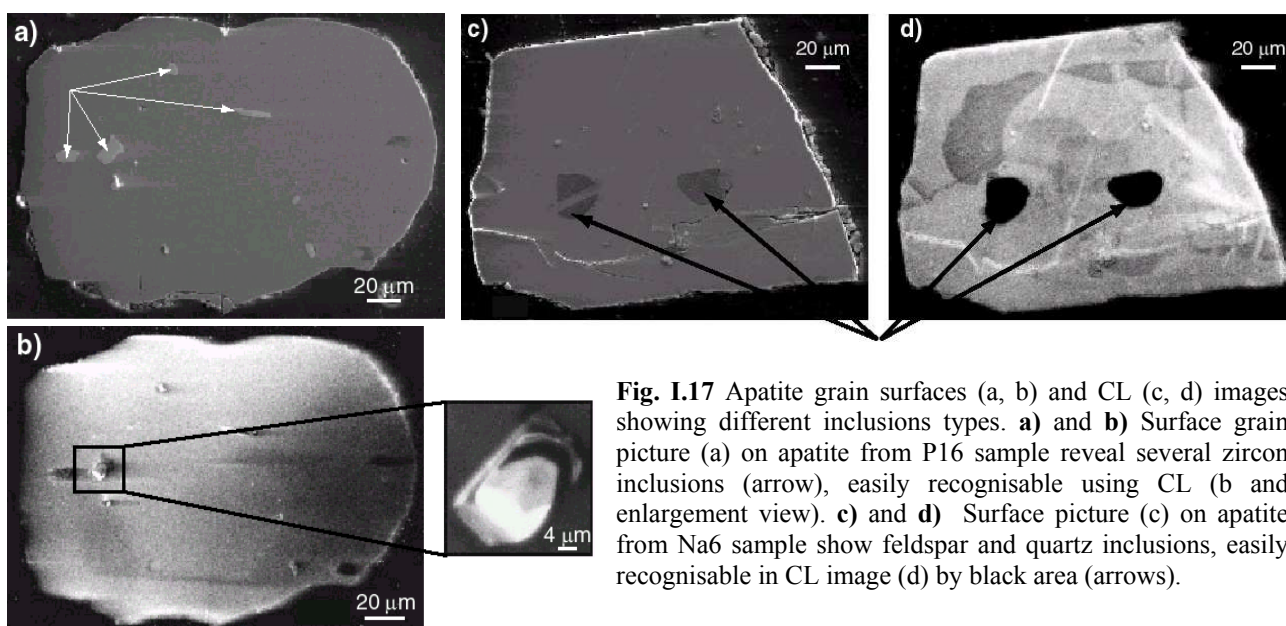 a)
20 µm
c)
20 µm
d)
20 µm
b)
20 µm
4 µm
Fig. I.17 Apatite grain surfaces (a, b) and CL (c, d) images
showing different inclusions types. a) and b) Surface grain
picture (a) on apatite from P16 sample reveal several zircon
inclusions (arrow), easily recognisable using CL (b and
enlargement view). c) and d) Surface picture (c) on apatite
from Na6 sample show feldspar and quartz inclusions, easily
recognisable in CL image (d) by black area (arrows).